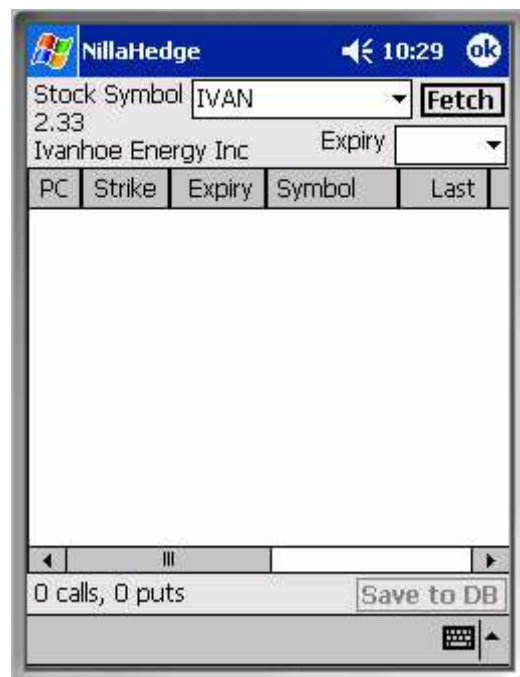 NillaHedge 10:29 ok
Stock Symbol IVAN Fetch
2.33
Ivanhoe Energy Inc Expiry
PC Strike Expiry Symbol Last
0 calls, 0 puts Save to DB